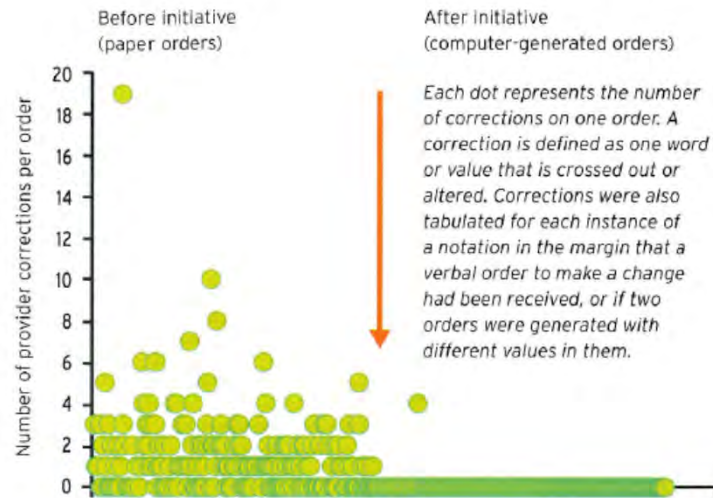 Before initiative
(paper orders)
After initiative
(computer-generated orders)
Number of provider corrections per order
20
18
16
14
12
10
8
6
4
2
0
Each dot represents the number
of corrections on one order. A
correction is defined as one word
or value that is crossed out or
altered. Corrections were also
tabulated for each instance of
a notation in the margin that a
verbal order to make a change
had been received, or if two
orders were generated with
different values in them.